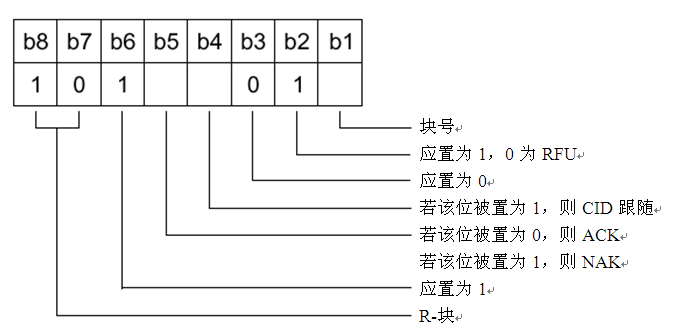 b8 b7 b6 b5 b4 b3 b2 b1
1 0 1 0 1
块号
应置为 1，0 为 RFU
应置为 0
若该位被置为 1，则 CID 跟随
若该位被置为 0，则 ACK
若该位被置为 1，则 NAK
应置为 1
R-块